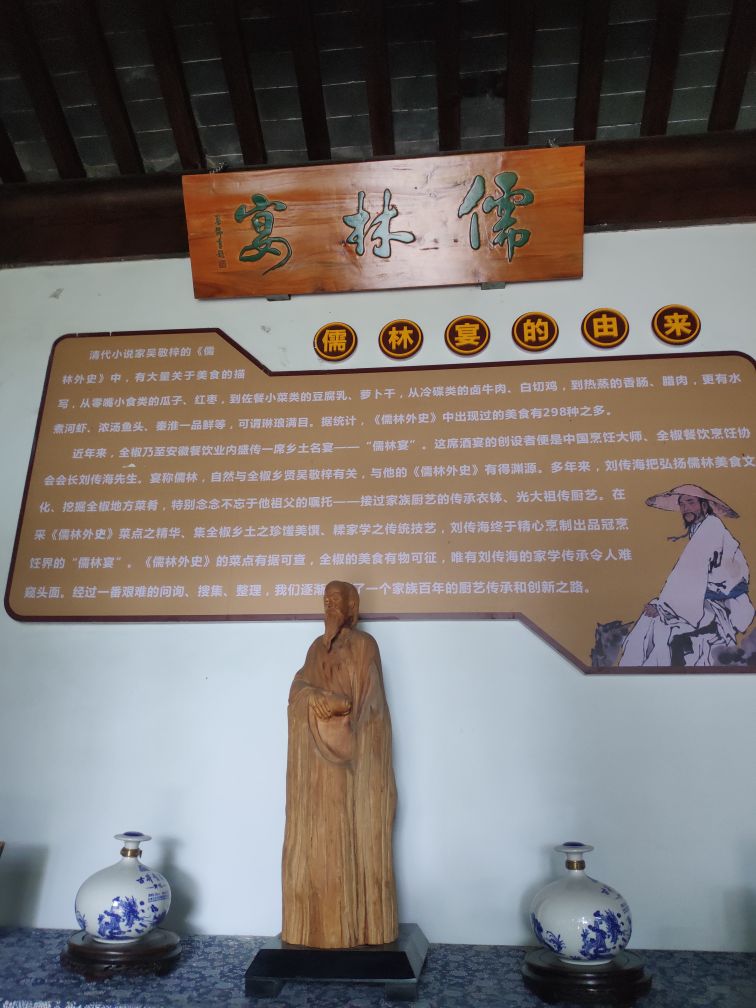 儒林宴
儒林宴的由来
清代小说家吴敬梓的《儒
林外史》中，有大量关于美食的描
写，从零嘴小食类的瓜子、红枣，到佐餐小菜类的豆腐乳、萝卜干，从冷碟类的卤牛肉、白切鸡，到热蒸的香肠、腊肉，更有水
煮河虾、浓汤鱼头、秦淮一品鲜等，可谓琳琅满目。据统计，《儒林外史》中出现过的美食有298种之多。
近年来，全椒乃至安徽餐饮业内盛传一席乡土名宴——“儒林宴”。这席酒宴的创设者便是中国烹饪大师、全椒餐饮烹饪协
会会长刘传海先生。宴称儒林，自然与全椒乡贤吴敬梓有关，与他的《儒林外史》有得渊源。多年来，刘传海把弘扬儒林美食文
化、挖掘全椒地方菜肴，特别念念不忘于他祖父的嘱托——接过家族厨艺的传承衣钵、光大祖传厨艺。在
采《儒林外史》菜点之精华、集全椒乡土之珍馐美馔、糅家学之传统技艺，刘传海终于精心烹制出品冠烹
饪界的“儒林宴”。《儒林外史》的菜点有据可查，全椒的美食有物可征，唯有刘传海的家学传承令人难
窥头面。经过一番艰难的问询、搜集、整理，我们逐渐了一个家族百年的厨艺传承和创新之路。